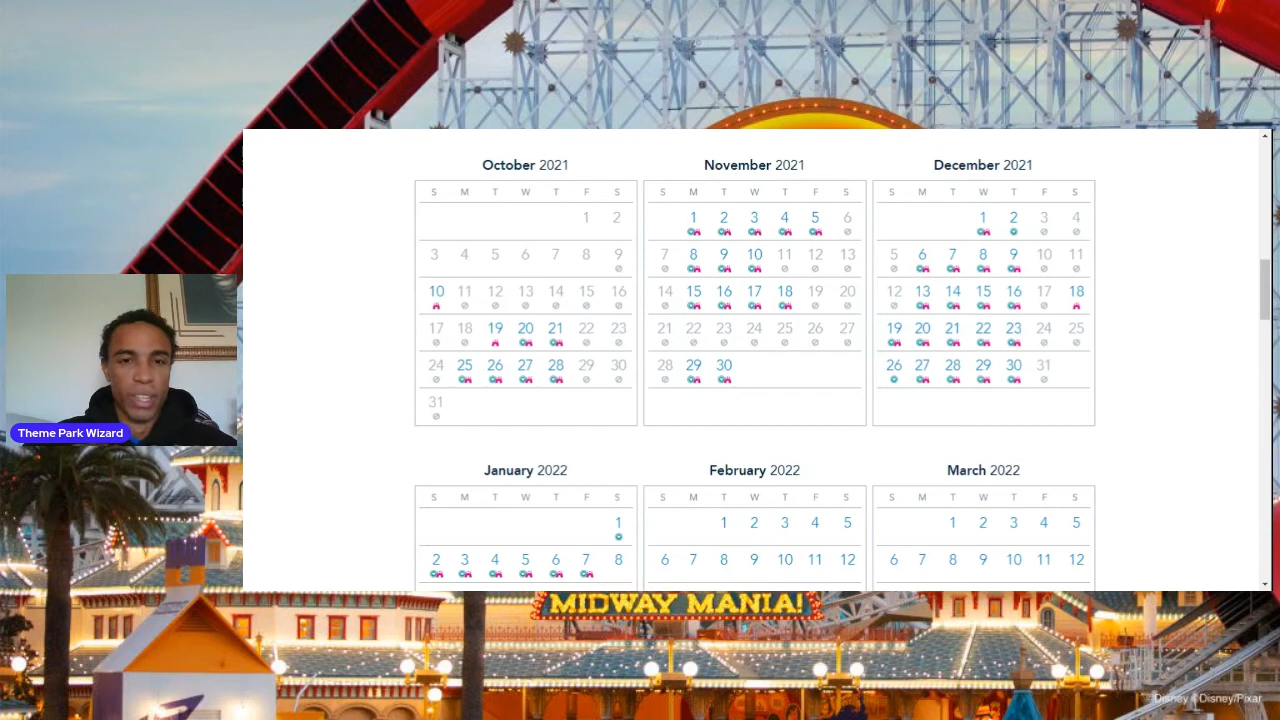 October 2021 November 2021 December 2021
S M T W T F S S M T W T F S S M T W T F S
1 2 1 2 3 4 5 6 1 2 3 4
3 4 5 6 7 8 9 7 8 9 10 11 12 13 5 6 7 8 9 10 11
10 11 12 13 14 15 16 14 15 16 17 18 19 20 12 13 14 15 16 17 18
17 18 19 20 21 22 23 21 22 23 24 25 26 27 19 20 21 22 23 24 25
24 25 26 27 28 29 30 28 29 30 26 27 28 29 30 31
31
Theme Park Wizard
January 2022 February 2022 March 2022
S M T W T F S S M T W T F S S M T W T F S
1 1 2 3 4 5 1 2 3 4 5
2 3 4 5 6 7 8 6 7 8 9 10 11 12 6 7 8 9 10 11 12
MIDWAY MANIA!
©Disney ©Disney/Pixar